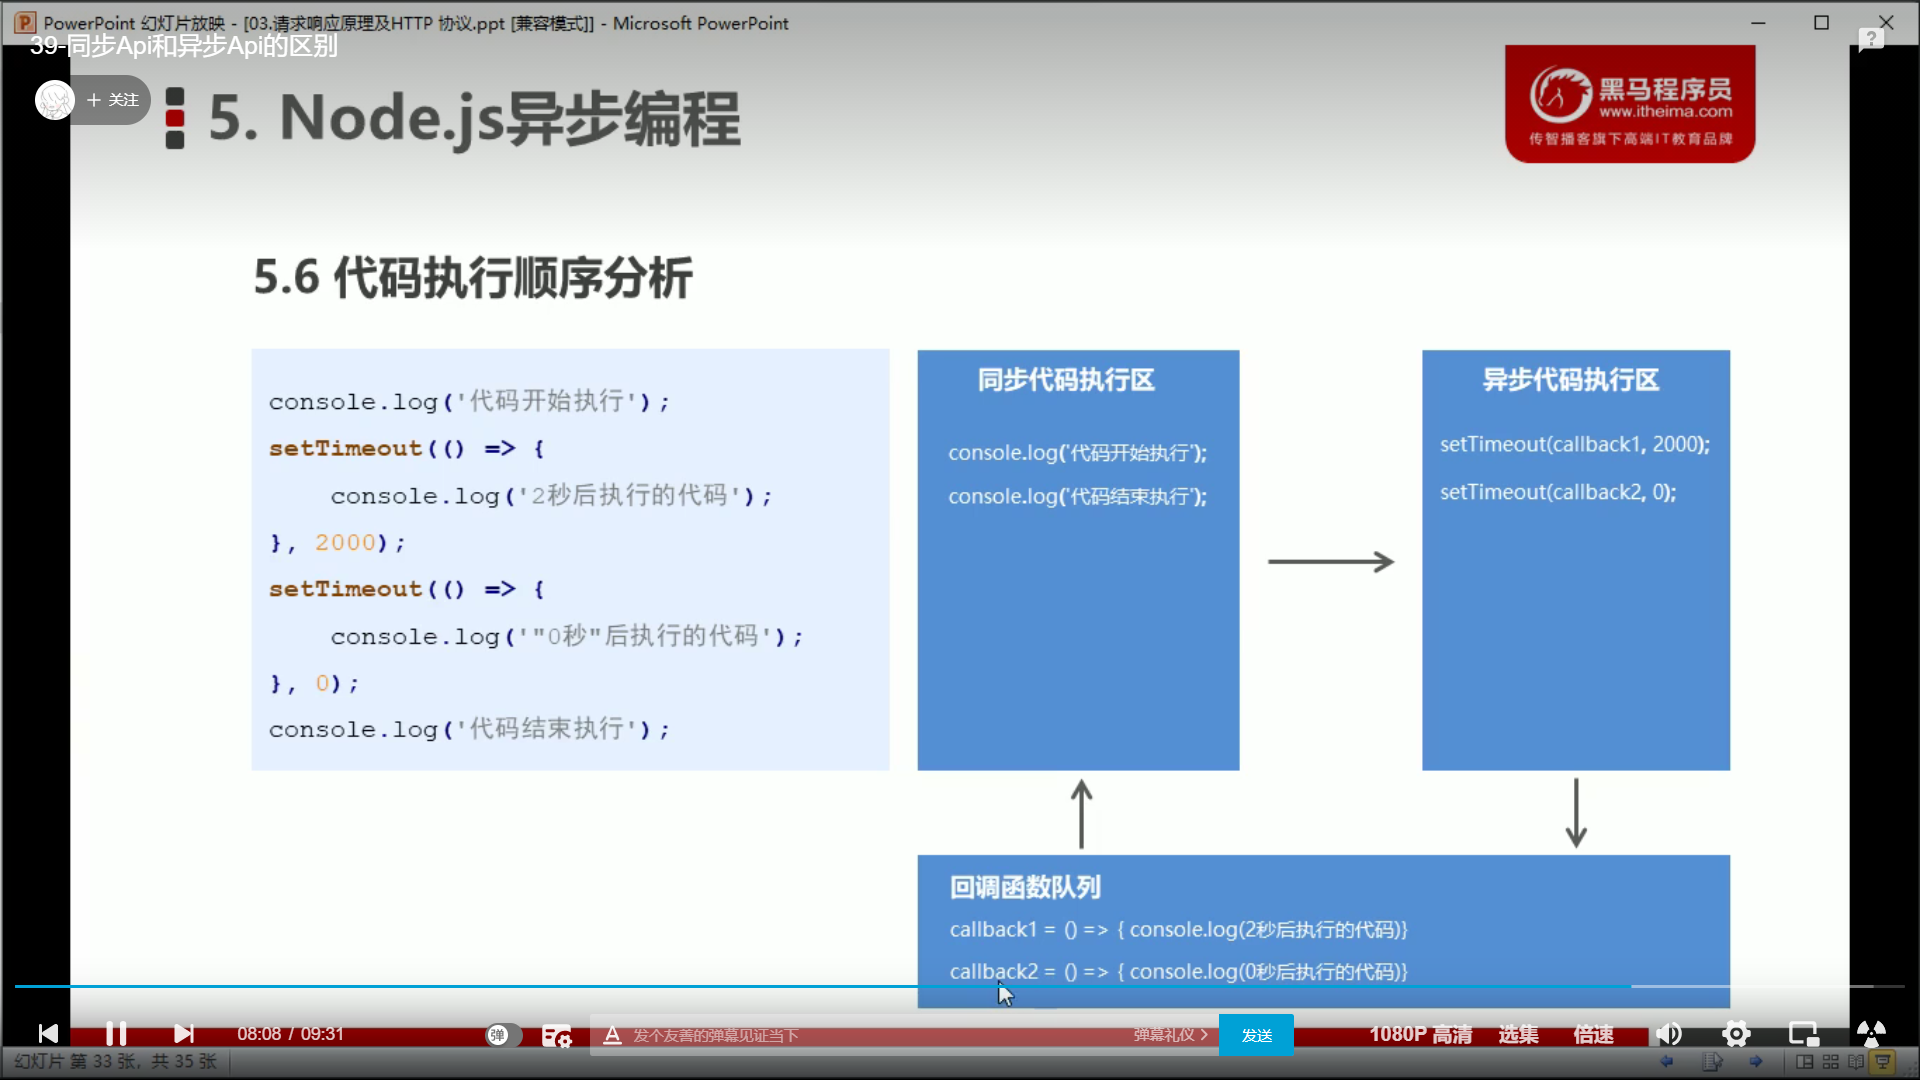 PowerPoint 幻灯片放映 - [03.请求响应原理及HTTP 协议.ppt [兼容模式]] - Microsoft PowerPoint
39-同步Api和异步Api的区别
+ 关注
5. Node.js异步编程
黑马程序员
www.itheima.com
传智播客旗下高端IT教育品牌
5.6 代码执行顺序分析
console.log('代码开始执行');
setTimeout(() => {
console.log('2秒后执行的代码');
}, 2000);
setTimeout(() => {
console.log('"0秒"后执行的代码');
}, 0);
console.log('代码结束执行');
同步代码执行区
console.log('代码开始执行');
console.log('代码结束执行');
异步代码执行区
setTimeout(callback1, 2000);
setTimeout(callback2, 0);
回调函数队列
callback1 = () => { console.log(2秒后执行的代码)}
callback2 = () => { console.log(0秒后执行的代码)}
08:08 / 09:31
弹
发个友善的弹幕见证当下
弹幕礼仪 >
发送
1080P 高清
选集
倍速
幻灯片 第 33 张，共 35 张